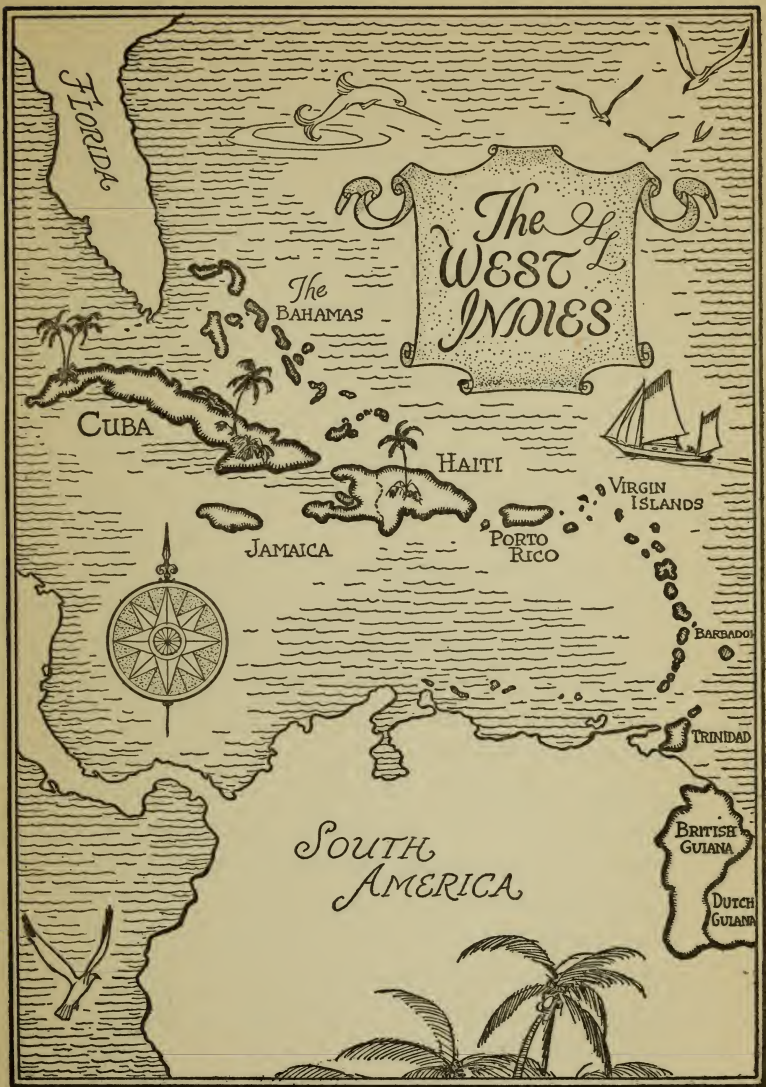 FLORIDA
The
WEST
INDIES
The
BAHAMAS
CUBA
HAITI
VIRGIN
ISLANDS
JAMAICA
PORTO
RICO
BARBADO
TRINIDAD
BRITISH
GUIANA
SOUTH
AMERICA
DUTCH
GUIANA